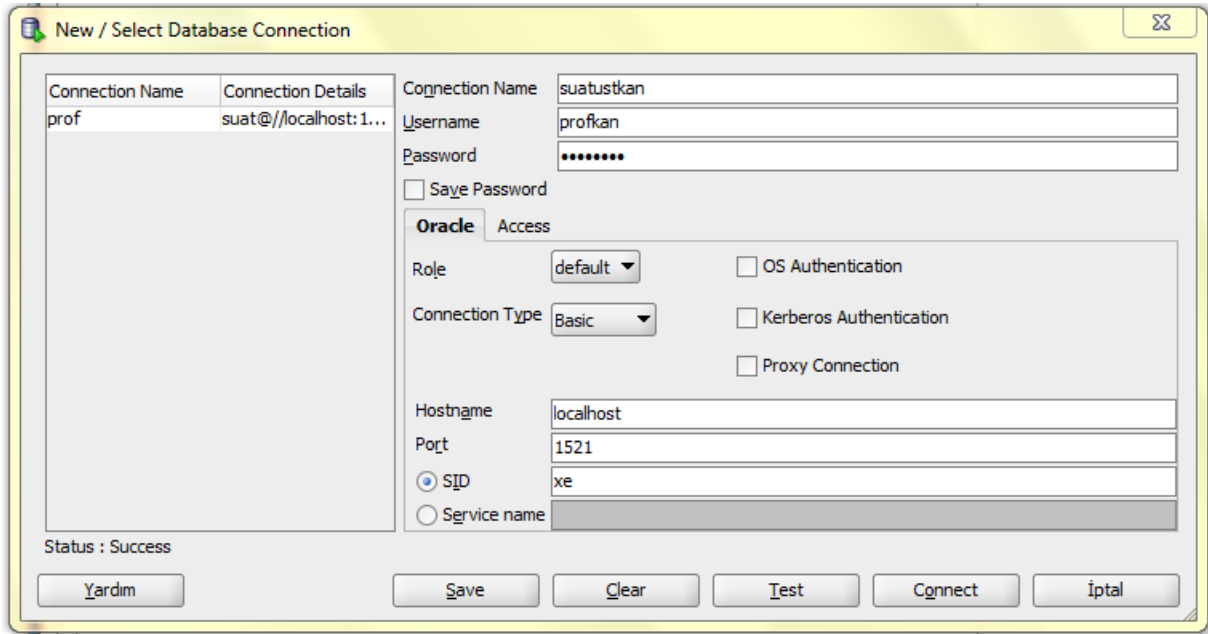 New / Select Database Connection
Connection Name Connection Details
prof suat@//localhost:1...
Connection Name suatustkan
Username profkan
Password ••••••••
Save Password
Oracle Access
Role default OS Authentication
Connection Type Basic Kerberos Authentication
Proxy Connection
Hostname localhost
Port 1521
SID xe
Service name
Status : Success
Yardım Save Clear Test Connect İptal